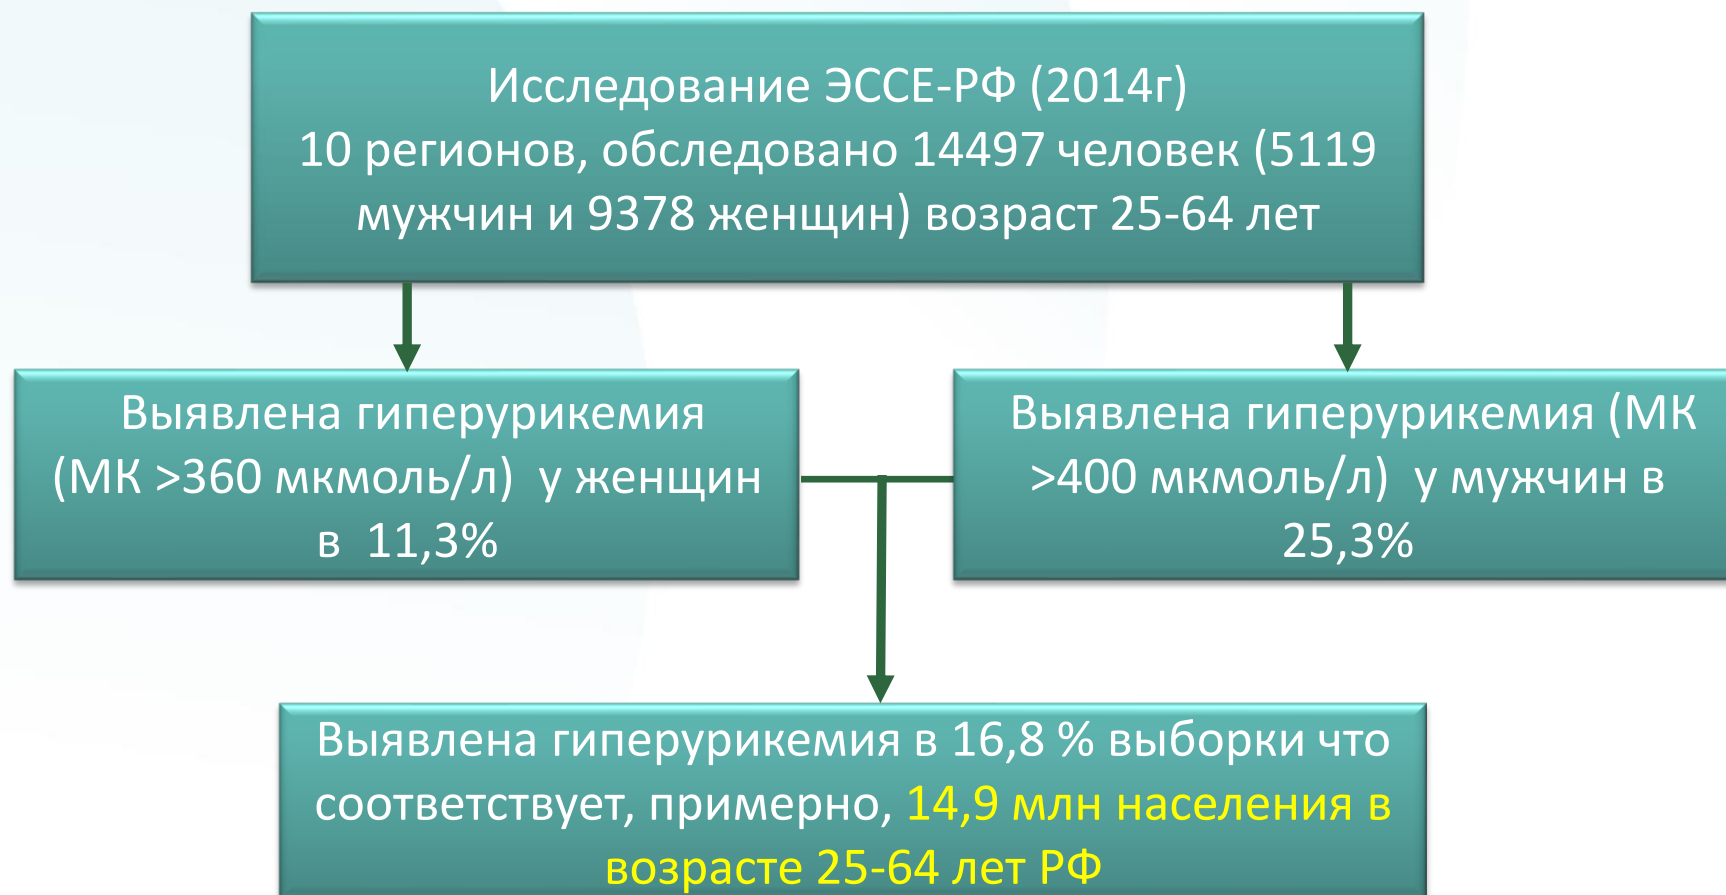 Исследование ЭССЕ-РФ (2014г)
10 регионов, обследовано 14497 человек (5119
мужчин и 9378 женщин) возраст 25-64 лет
Выявлена гиперурикемия
(МК >360 мкмоль/л) у женщин
в 11,3%
Выявлена гиперурикемия (МК
>400 мкмоль/л) у мужчин в
25,3%
Выявлена гиперурикемия в 16,8 % выборки что
соответствует, примерно, 14,9 млн населения в
возрасте 25-64 лет РФ